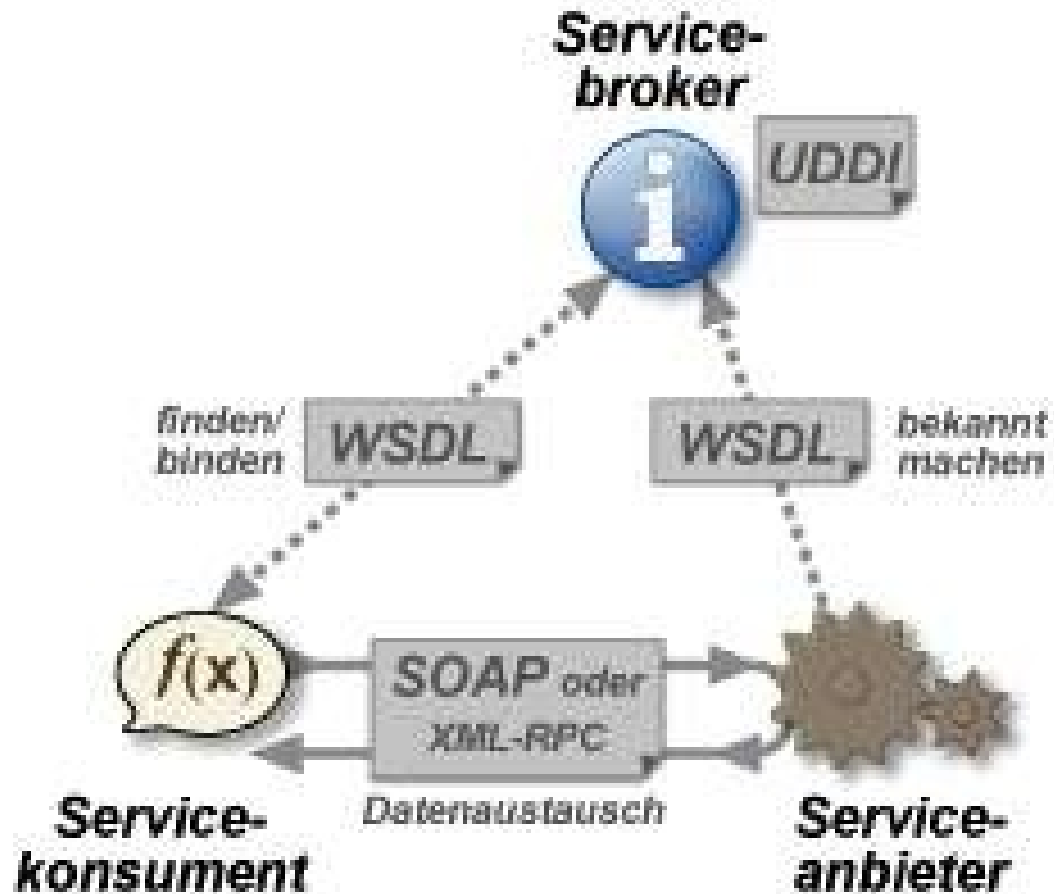 Service-
broker
i
UDDI
finden/
binden
WSDL
WSDL
bekannt
machen
f(x)
SOAP oder
XML-RPC
Datenaustausch
Service-
konsument
Service-
anbieter